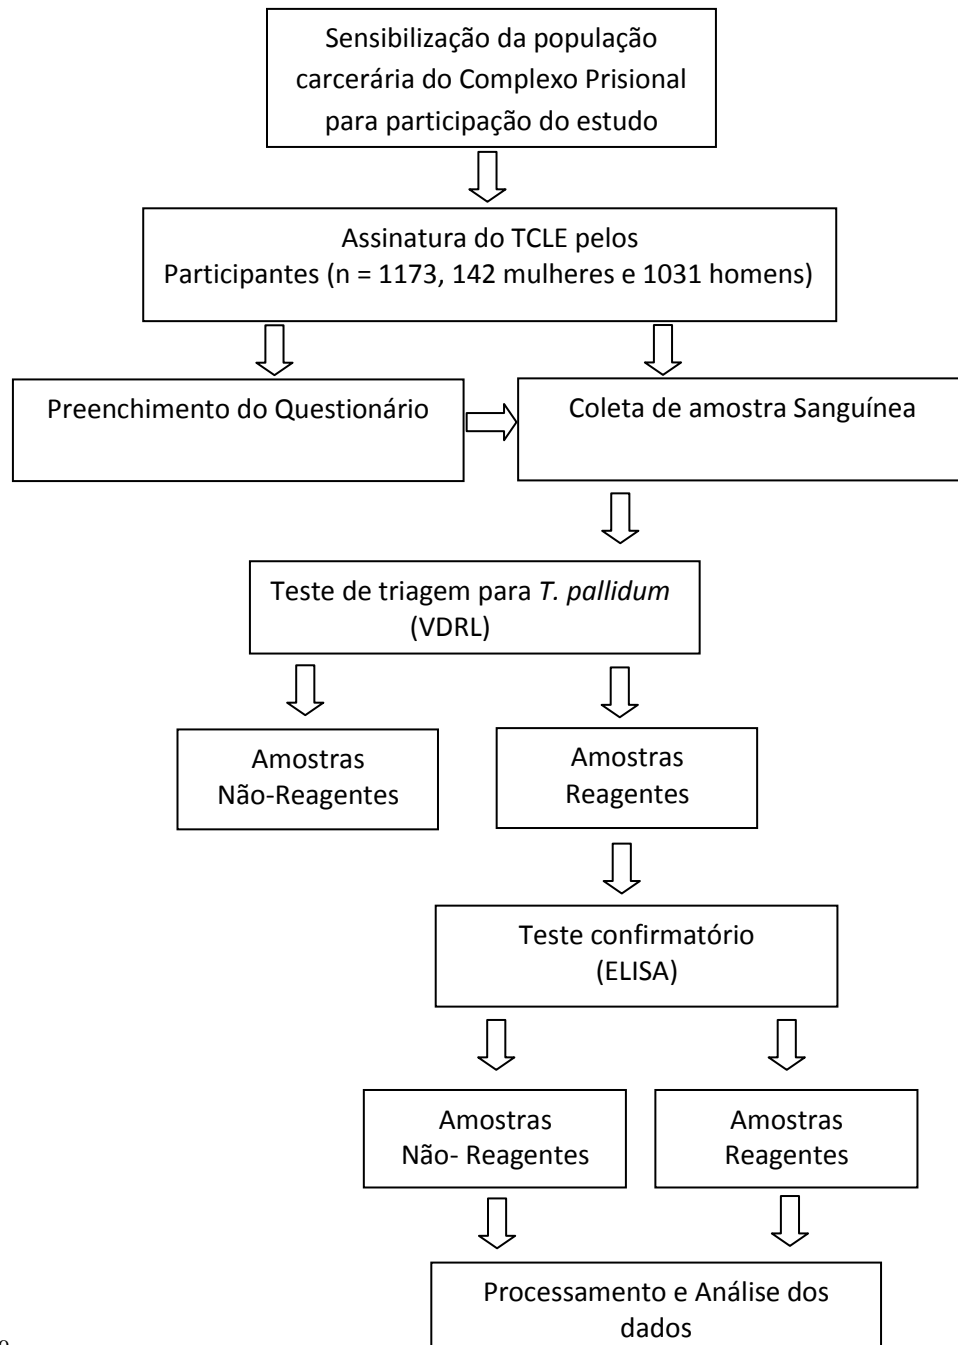 Sensibilização da população
carcerária do Complexo Prisional
para participação do estudo
Assinatura do TCLE pelos
Participantes (n = 1173, 142 mulheres e 1031 homens)
Preenchimento do Questionário
Coleta de amostra Sanguínea
Teste de triagem para T. pallidum
(VDRL)
Amostras
Não-Reagentes
Amostras
Reagentes
Teste confirmatório
(ELISA)
Amostras
Não- Reagentes
Amostras
Reagentes
Processamento e Análise dos
dados